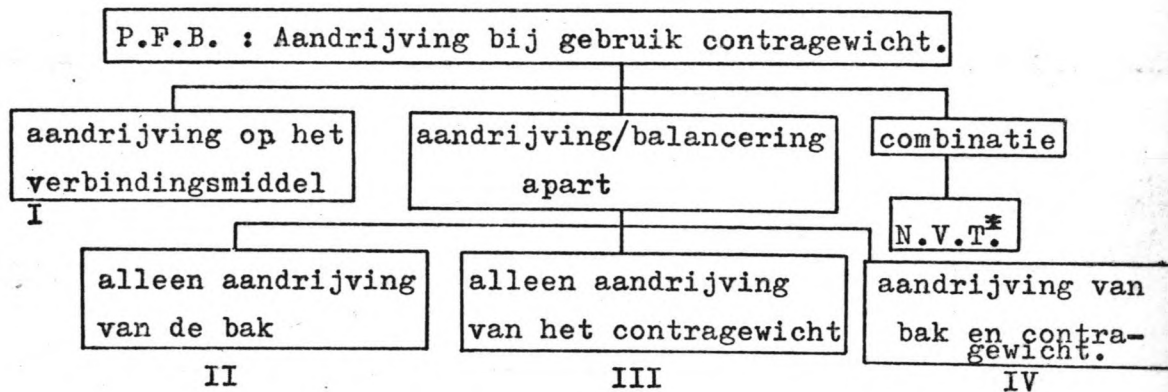 P.F.B. : Aandrijving bij gebruik contragewicht.
aandrijving op het
verbindingsmiddel
I
aandrijving/balancering
apart
combinatie
N.V.T.*
alleen aandrijving
van de bak
II
alleen aandrijving
van het contragewicht
III
aandrijving van
bak en contra-
gewicht.
IV